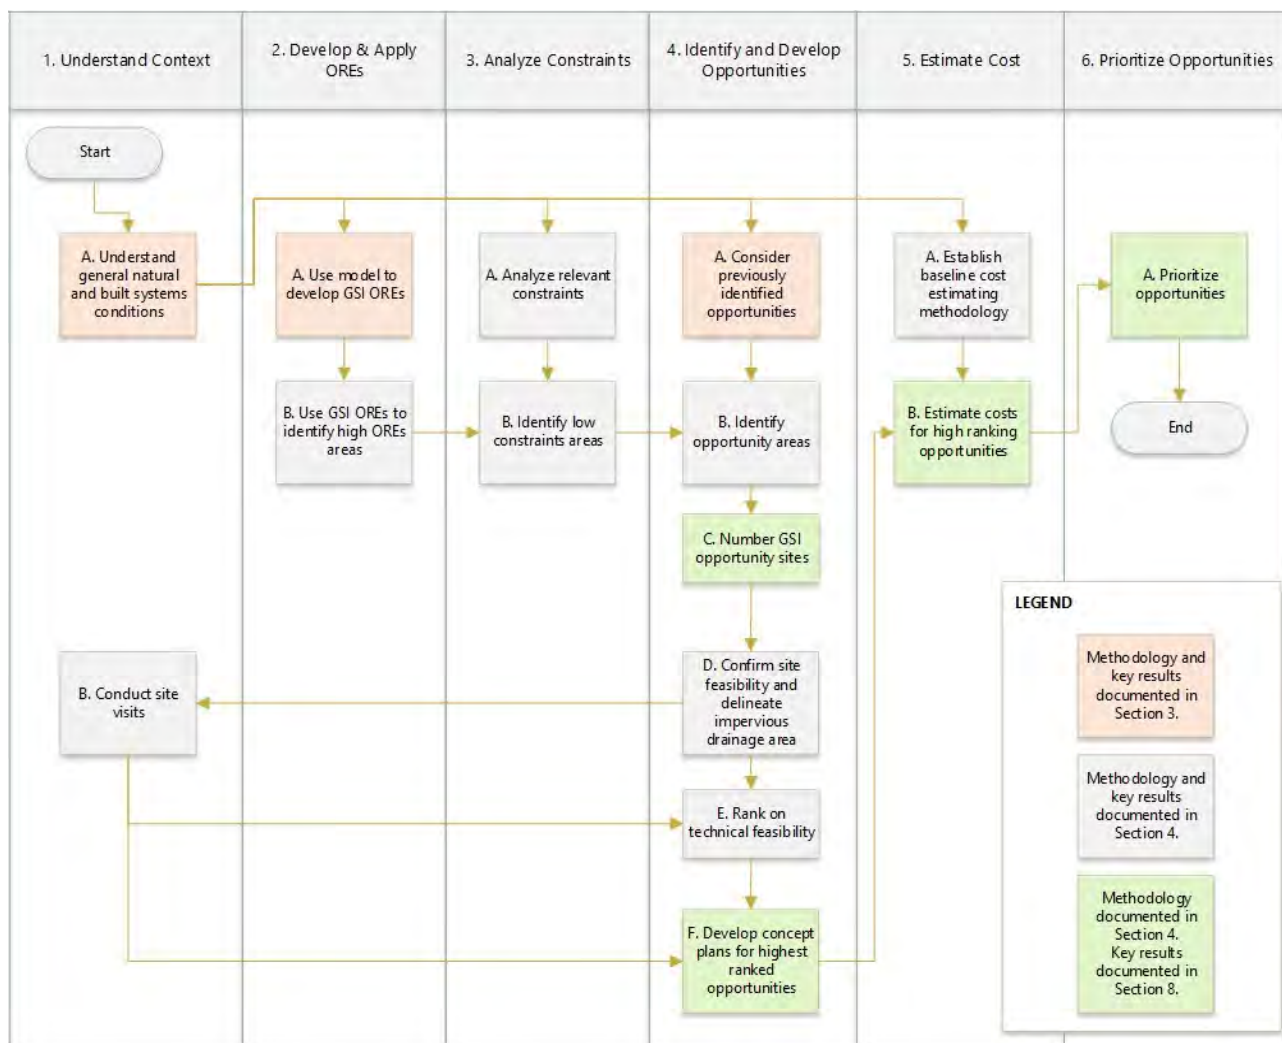 1. Understand Context
2. Develop & Apply
OREs
3. Analyze Constraints
4. Identify and Develop
Opportunities
5. Estimate Cost
6. Prioritize Opportunities
Start
A. Understand
general natural
and built systems
conditions
A. Use model to
develop GSI OREs
A. Analyze relevant
constraints
A. Consider
previously
identified
opportunities
A. Establish
baseline cost
estimating
methodology
A. Prioritize
opportunities
B. Use GSI OREs to
identify high OREs
areas
B. Identify low
constraints areas
B. Identify
opportunity areas
B. Estimate costs
for high ranking
opportunities
End
C. Number GSI
opportunity sites
B. Conduct site
visits
D. Confirm site
feasibility and
delineate
impervious
drainage area
E. Rank on
technical feasibility
F. Develop concept
plans for highest
ranked
opportunities
LEGEND
Methodology and
key results
documented in
Section 3.
Methodology and
key results
documented in
Section 4.
Methodology
documented in
Section 4.
Key results
documented in
Section 8.